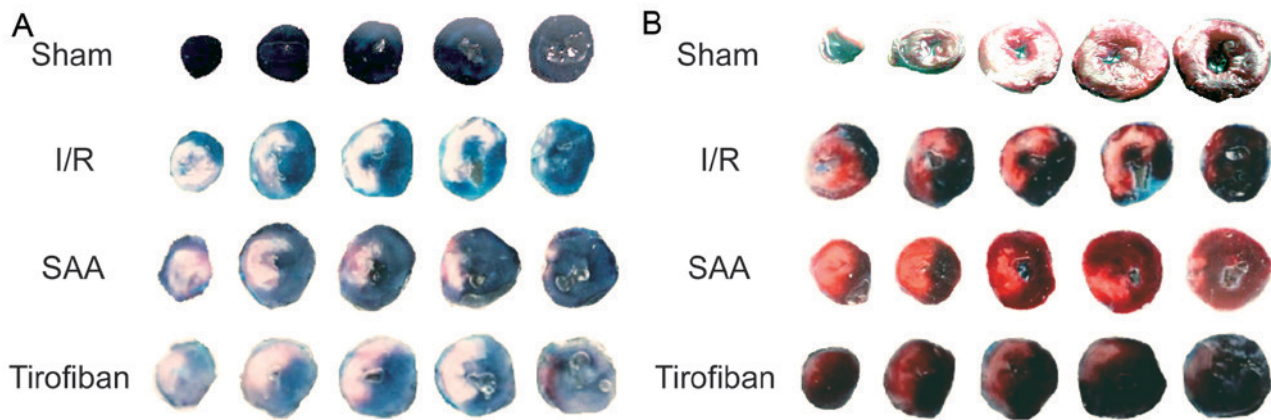 A
Sham
I/R
SAA
Tirofiban
B
Sham
I/R
SAA
Tirofiban